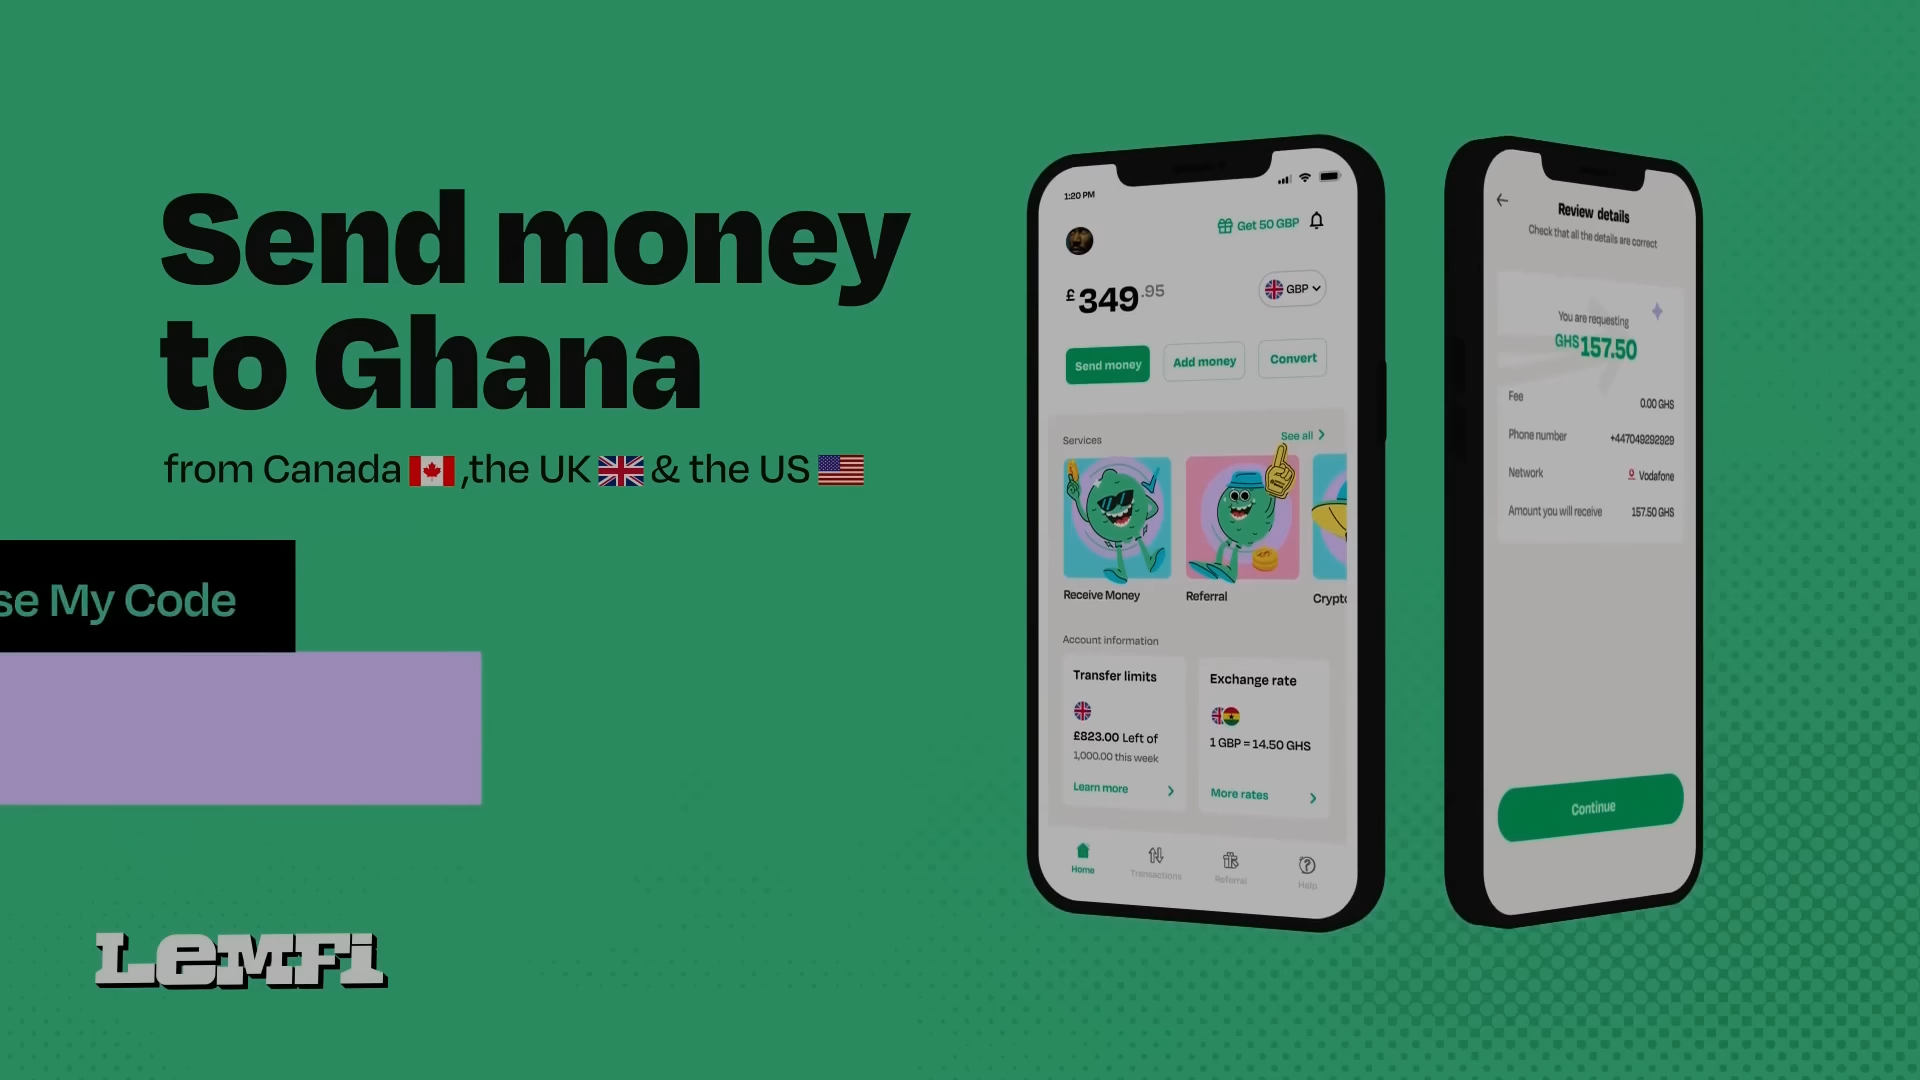 Send money
to Ghana
from Canada ,the UK & the US
se My Code
LemFi
1:20 PM
Get 50 GBP
£349.95
GBP
Send money
Add money
Convert
Services
See all
Receive Money
Referral
Crypto
Account information
Transfer limits
£823.00 Left of
1,000.00 this week
Learn more
Exchange rate
1 GBP = 14.50 GHS
More rates
Home
Transactions
Referral
Help
Review details
Check that all the details are correct
You are requesting
GHS157.50
Fee
0.00 GHS
Phone number
+447049292929
Network
Vodafone
Amount you will receive
157.50 GHS
Continue